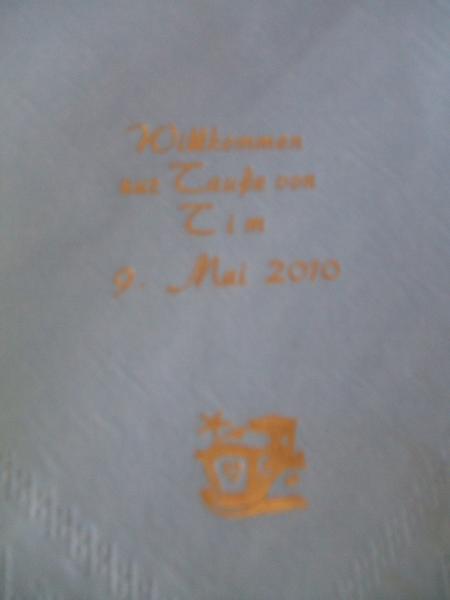 Willkommen
zur Taufe von
Tim
9. Mai 2010